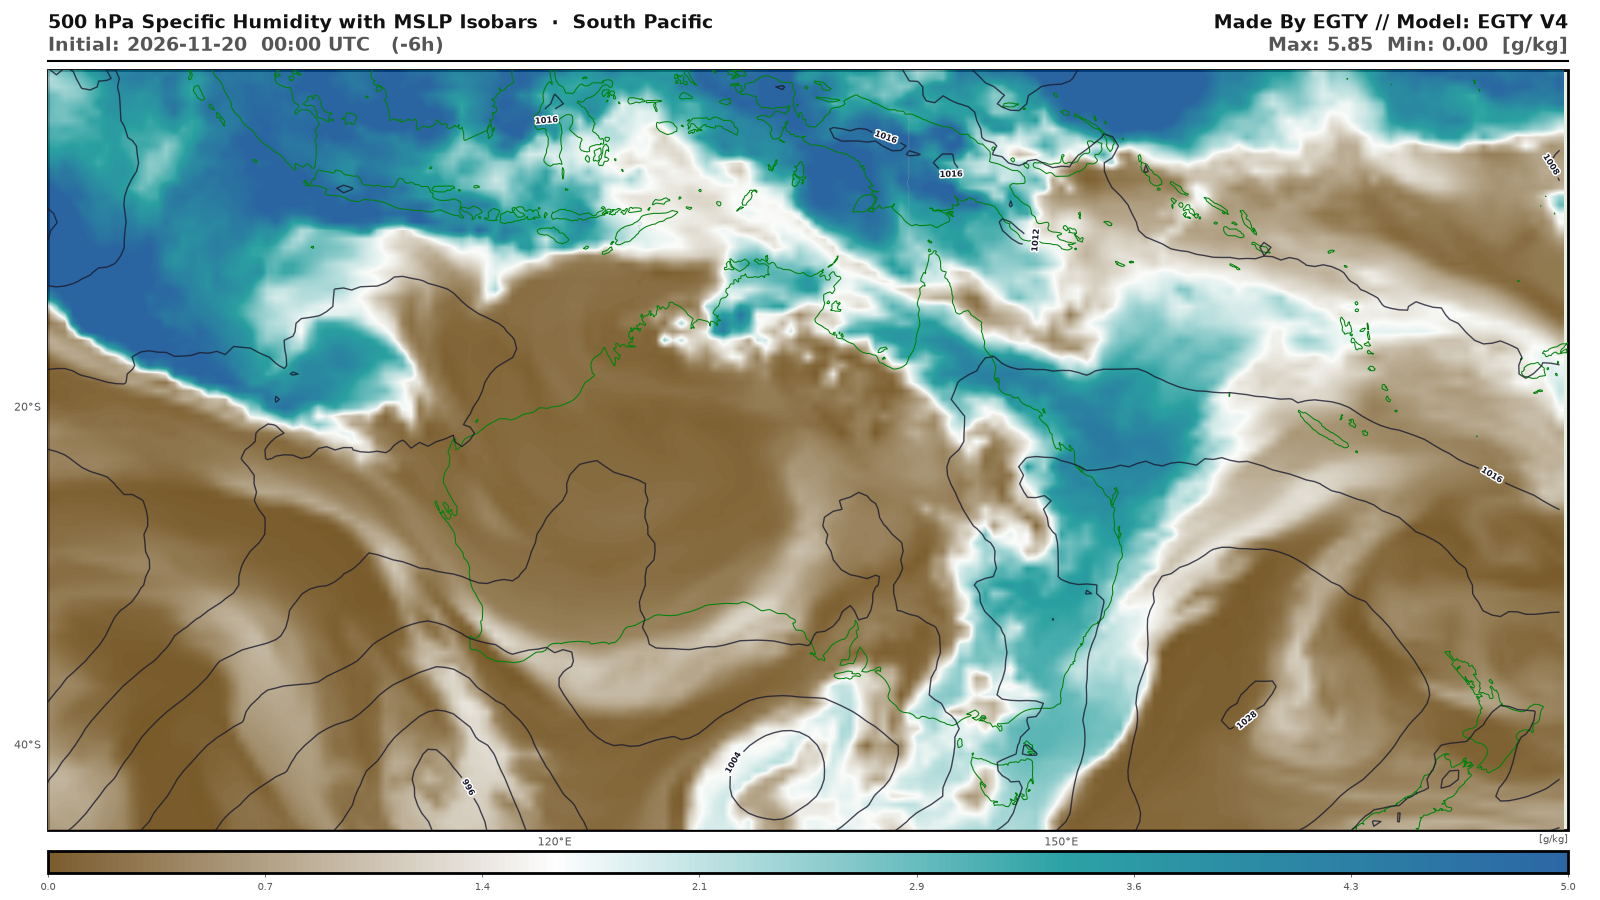 500 hPa Specific Humidity with MSLP Isobars · South Pacific
Made By EGTY // Model: EGTY V4
Initial: 2026-11-20 00:00 UTC (-6h)
Max: 5.85 Min: 0.00 [g/kg]
1016
1016
1016
1008
1012
20°S
1016
1028
40°S
1004
996
120°E
150°E
[g/kg]
0.0
0.7
1.4
2.1
2.9
3.6
4.3
5.0